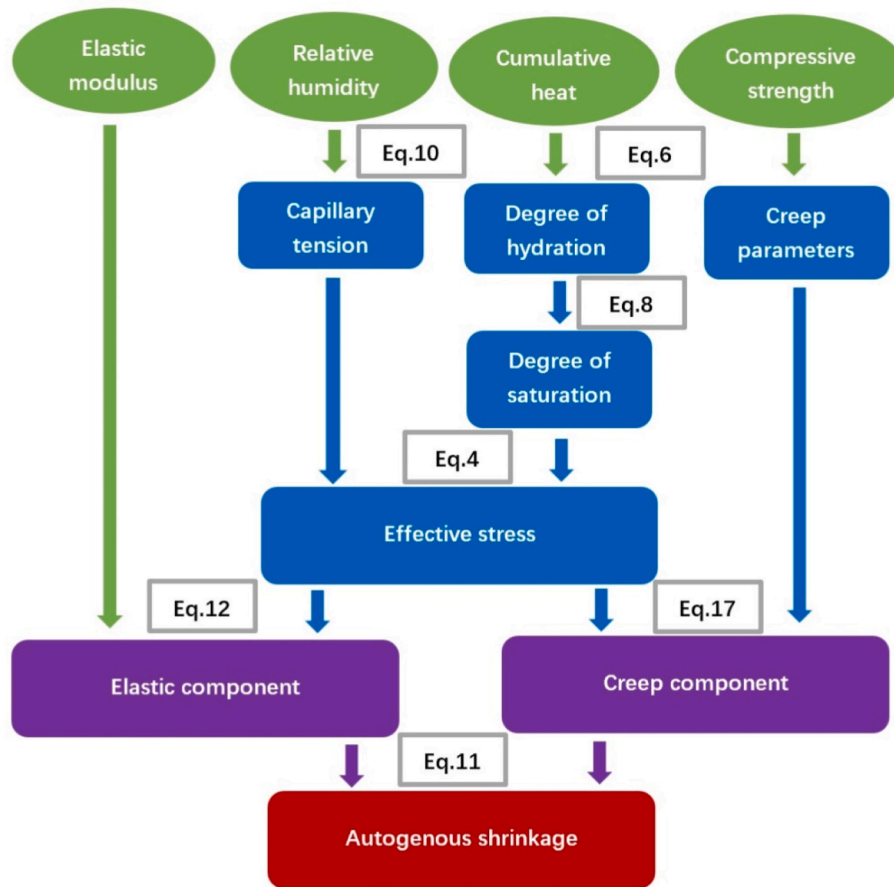 Elastic
modulus
Relative
humidity
Cumulative
heat
Compressive
strength
Eq.10
Eq.6
Capillary
tension
Degree of
hydration
Creep
parameters
Eq.8
Degree of
saturation
Eq.4
Effective stress
Eq.12
Eq.17
Elastic component
Creep component
Eq.11
Autogenous shrinkage